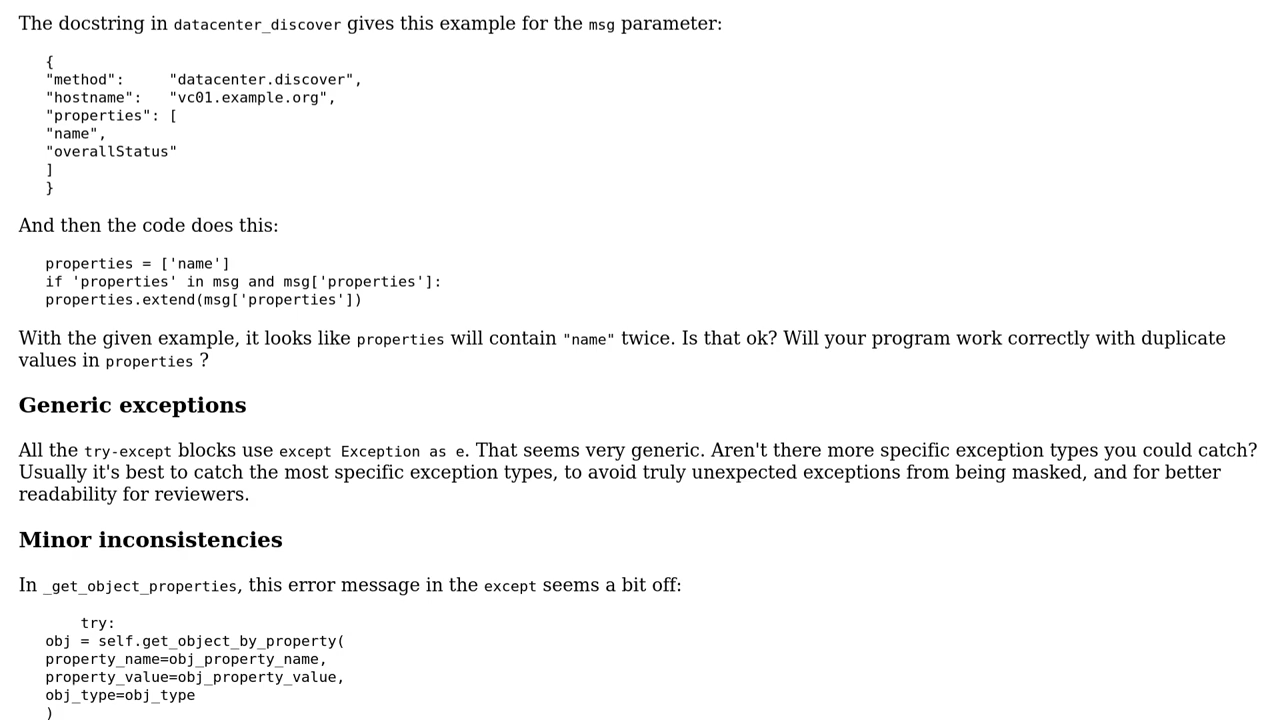 The docstring in datacenter_discover gives this example for the msg parameter:
{
"method":     "datacenter.discover",
"hostname":   "vc01.example.org",
"properties": [
"name",
"overallStatus"
]
}
And then the code does this:
properties = ['name']
if 'properties' in msg and msg['properties']:
properties.extend(msg['properties'])
With the given example, it looks like properties will contain "name" twice. Is that ok? Will your program work correctly with duplicate
values in properties ?
Generic exceptions
All the try-except blocks use except Exception as e. That seems very generic. Aren't there more specific exception types you could catch?
Usually it's best to catch the most specific exception types, to avoid truly unexpected exceptions from being masked, and for better
readability for reviewers.
Minor inconsistencies
In _get_object_properties, this error message in the except seems a bit off:
    try:
obj = self.get_object_by_property(
property_name=obj_property_name,
property_value=obj_property_value,
obj_type=obj_type
)